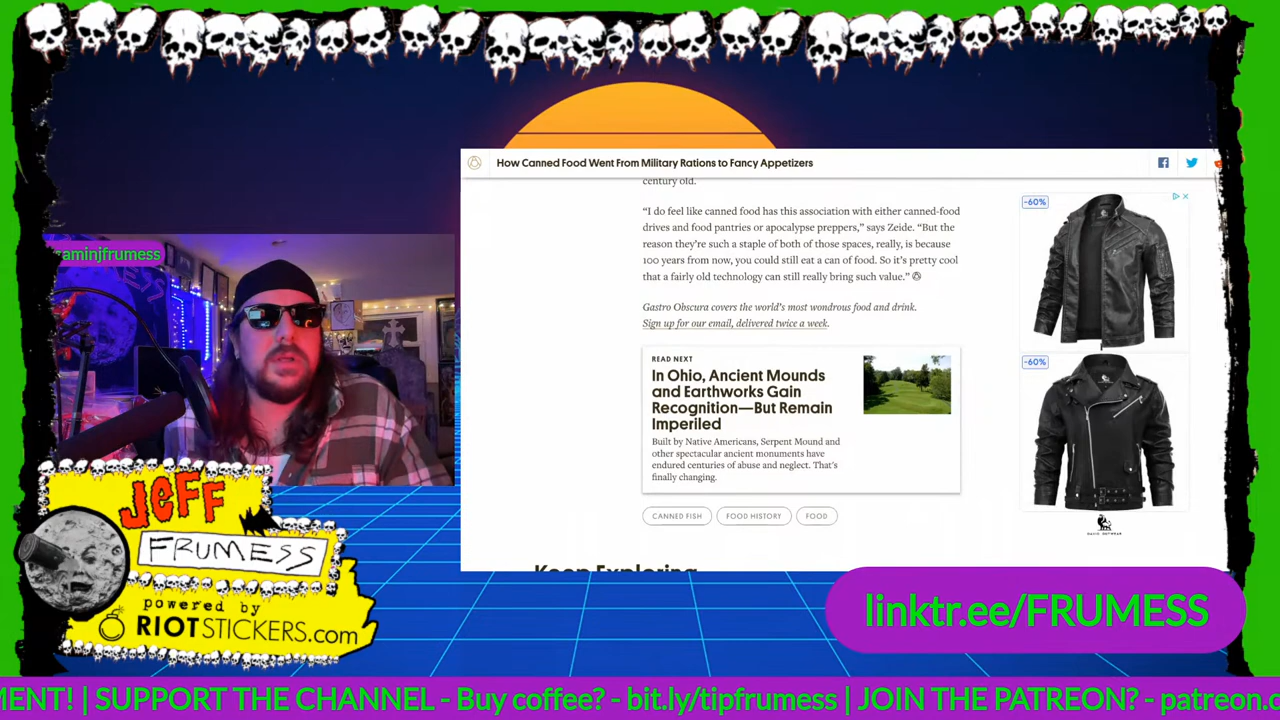 How Canned Food Went From Military Rations to Fancy Appetizers
century old.
“I do feel like canned food has this association with either canned-food
drives and food pantries or apocalypse preppers,” says Zeide. “But the
reason they’re such a staple of both of those spaces, really, is because
100 years from now, you could still eat a can of food. So it’s pretty cool
that a fairly old technology can still really bring such value.”
Gastro Obscura covers the world’s most wondrous food and drink.
Sign up for our email, delivered twice a week.
READ NEXT
In Ohio, Ancient Mounds
and Earthworks Gain
Recognition—But Remain
Imperiled
Built by Native Americans, Serpent Mound and
other spectacular ancient monuments have
endured centuries of abuse and neglect. That’s
finally changing.
CANNED FISH
FOOD HISTORY
FOOD
Keep Exploring
-60%
-60%
aminjfrumess
JEFF
FRUMESS
powered by
RIOTSTICKERS.com
linktr.ee/FRUMESS
MENT! | SUPPORT THE CHANNEL - Buy coffee? - bit.ly/tipfrumess | JOIN THE PATREON? - patreon.c